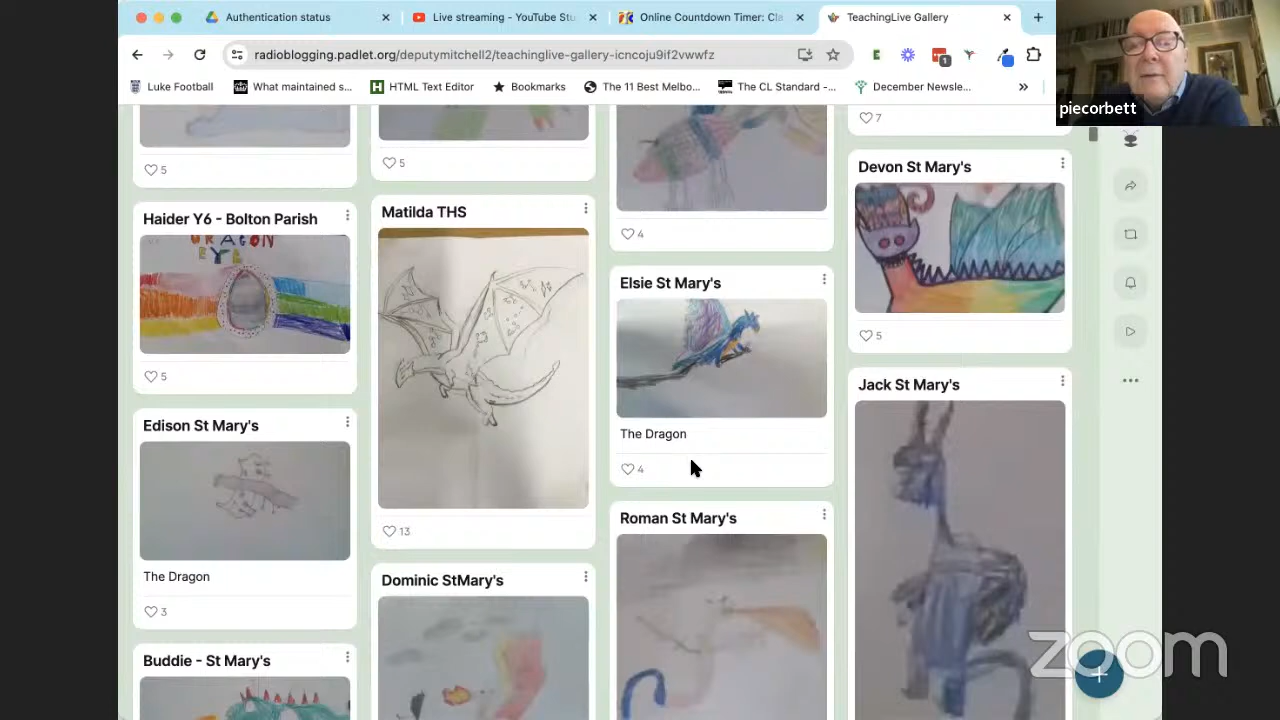 Authentication status
Live streaming - YouTube Stu
Online Countdown Timer: Cla
TeachingLive Gallery
radioblogging.padlet.org/deputymitchell2/teachinglive-gallery-icncoju9if2vwwfz
1
Luke Football
What maintained s...
HTML Text Editor
Bookmarks
The 11 Best Melbo...
The CL Standard -...
December Newsle...
piecorbett
5
Haider Y6 - Bolton Parish
DRAGON
EYE
5
Edison St Mary's
The Dragon
3
Buddie - St Mary's
5
Matilda THS
13
Dominic StMary's
4
Elsie St Mary's
The Dragon
4
Roman St Mary's
7
Devon St Mary's
5
Jack St Mary's
zoom